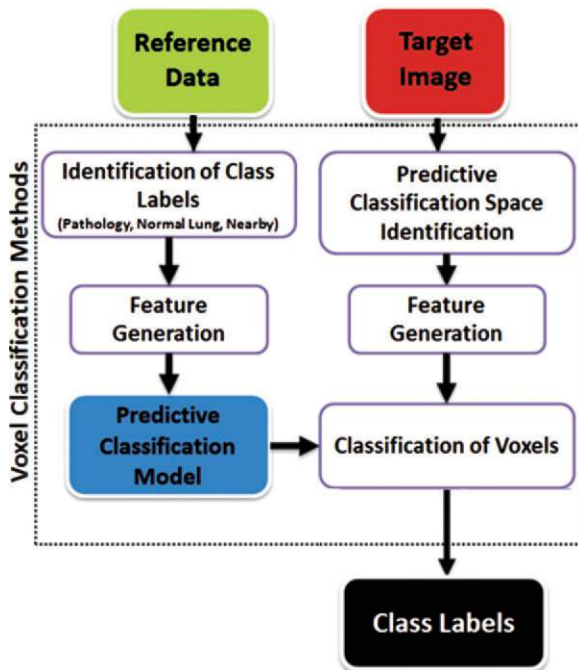 Reference
Data
Target
Image
Voxel Classification Methods
Identification of Class
Labels
(Pathology, Normal Lung, Nearby)
Predictive
Classification Space
Identification
Feature
Generation
Feature
Generation
Predictive
Classification
Model
Classification of Voxels
Class Labels